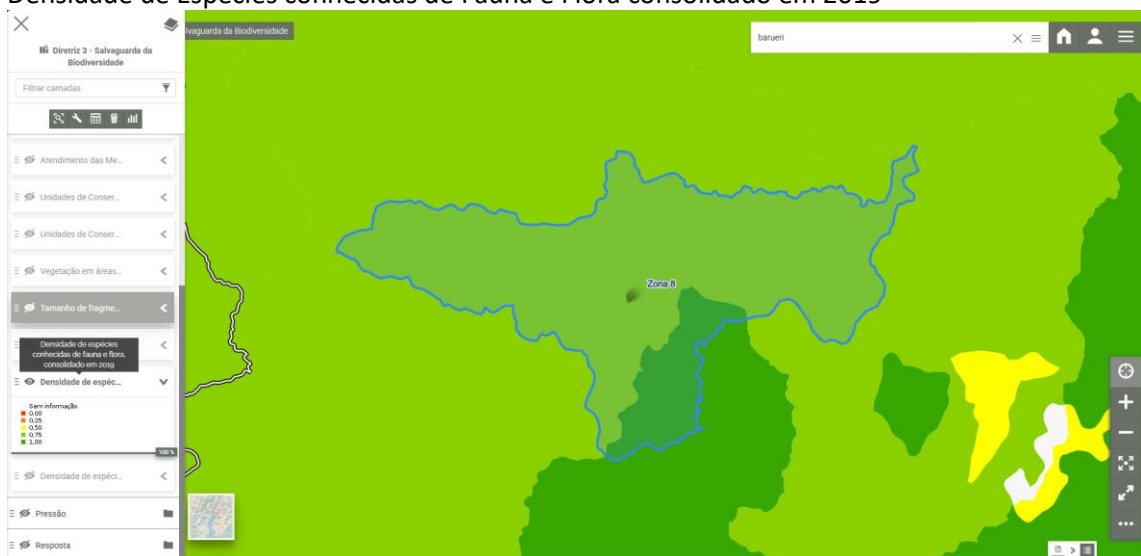 Densidade de Espécies conhecidas de Fauna e Flora consolidado em 2019
Diretriz 3 - Salvaguarda da
Biodiversidade
Filtrar camadas
Atendimento das Me...
Unidades de Conser...
Unidades de Conser...
Vegetação em áreas...
Tamanho de fragme...
Densidade de espécies
conhecidas de fauna e flora,
consolidado em 2019
Densidade de espéc...
Sem informação
0,00
0,25
0,50
0,75
1,00
100 %
Densidade de espéci...
Pressão
Resposta
lvaguarda da Biodiversidade
barueri
Zona 8